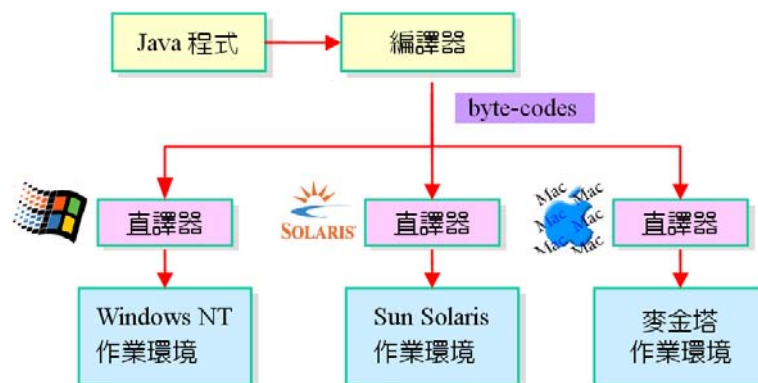 Java 程式
編譯器
byte-codes
直譯器
SOLARIS
直譯器
Mac
Mac
Mac Mac
Mac Mac
直譯器
Windows NT
作業環境
Sun Solaris
作業環境
麥金塔
作業環境